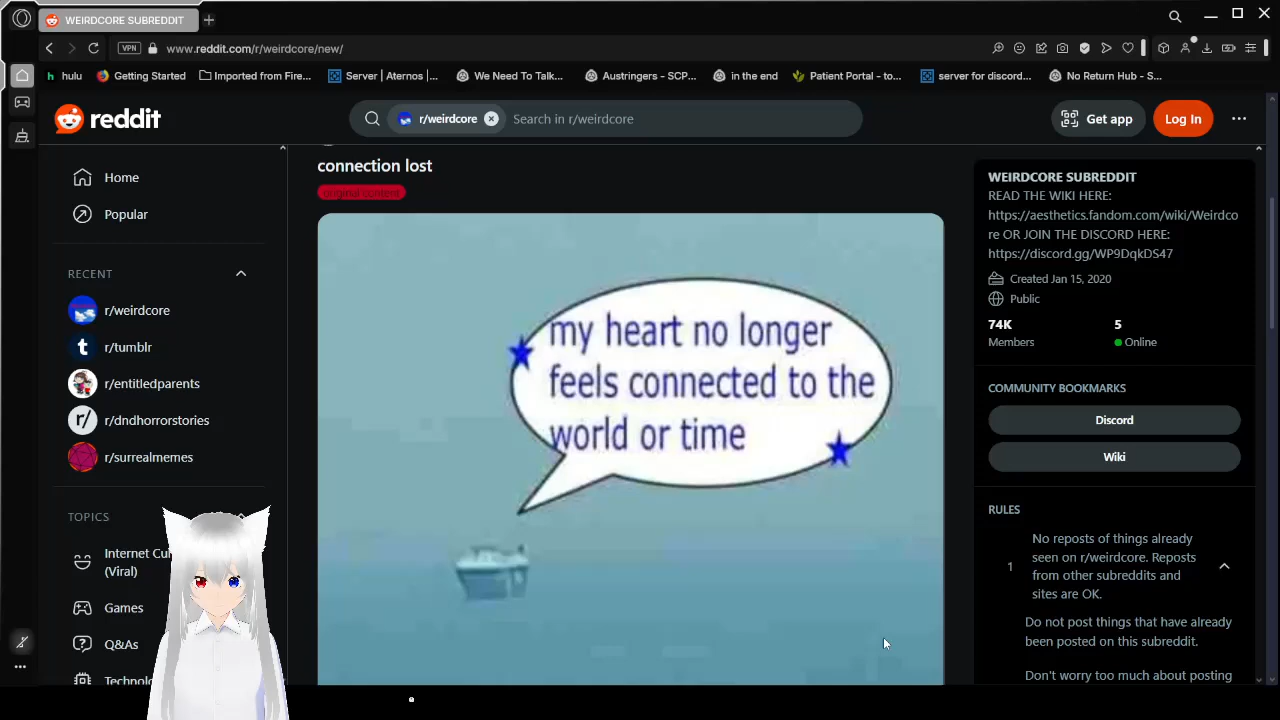 WEIRDCORE SUBREDDIT
VPN www.reddit.com/r/weirdcore/new/
hulu Getting Started Imported from Fire... Server | Aternos |... We Need To Talk... Austringers - SCP... in the end Patient Portal - to... server for discord... No Return Hub - S...
reddit r/weirdcore Search in r/weirdcore Get app Log In
Home
Popular
RECENT
r/weirdcore
r/tumblr
r/entitledparents
r/dndhorrorstories
r/surrealmemes
TOPICS
Internet Cu
(Viral)
Games
Q&As
Technolo
connection lost
original content
my heart no longer
feels connected to the
world or time
WEIRDCORE SUBREDDIT
READ THE WIKI HERE:
https://aesthetics.fandom.com/wiki/Weirdco
re OR JOIN THE DISCORD HERE:
https://discord.gg/WP9DqkDS47
Created Jan 15, 2020
Public
74K 5
Members Online
COMMUNITY BOOKMARKS
Discord
Wiki
RULES
No reposts of things already
1 seen on r/weirdcore. Reposts
from other subreddits and
sites are OK.
Do not post things that have already
been posted on this subreddit.
Don't worry too much about posting